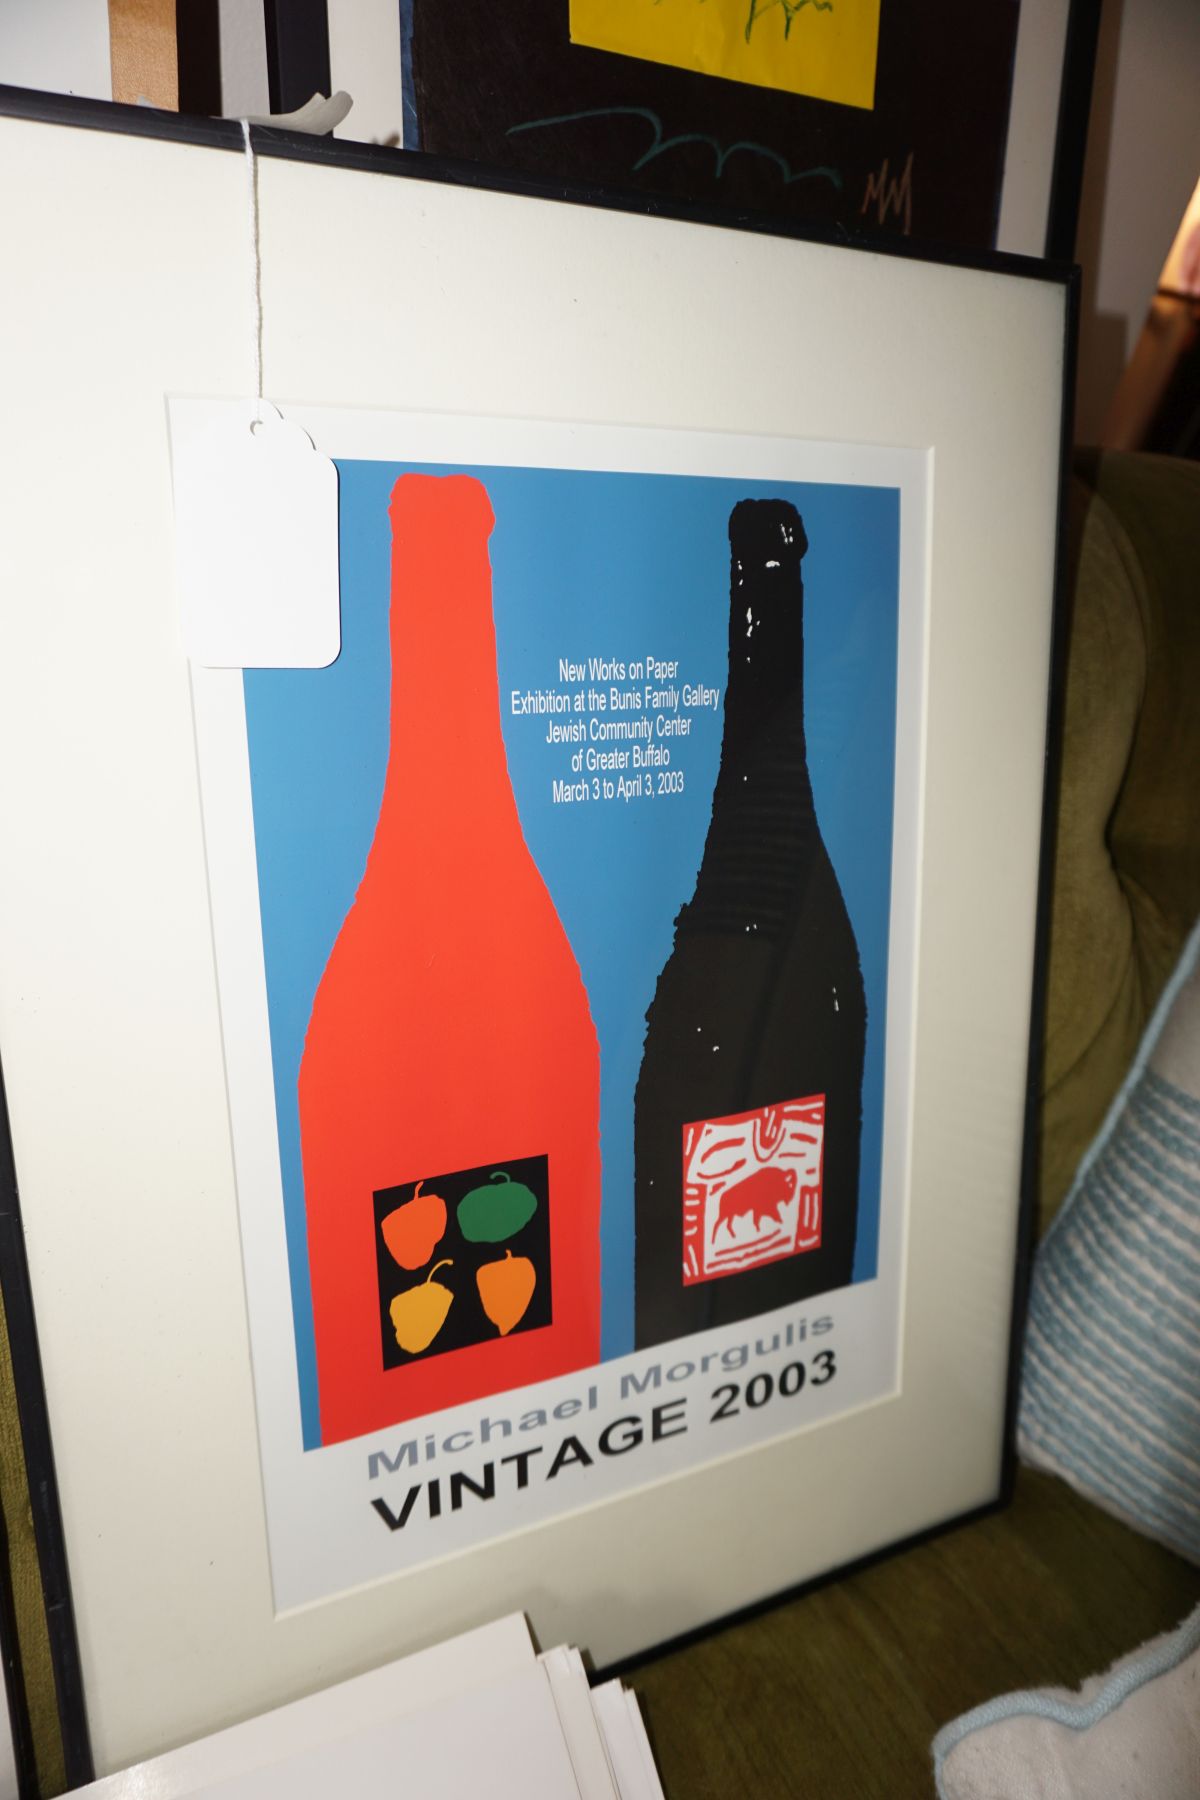 MM
New Works on Paper
Exhibition at the Bunis Family Gallery
Jewish Community Center
of Greater Buffalo
March 3 to April 3, 2003
Michael Morgulis
VINTAGE 2003